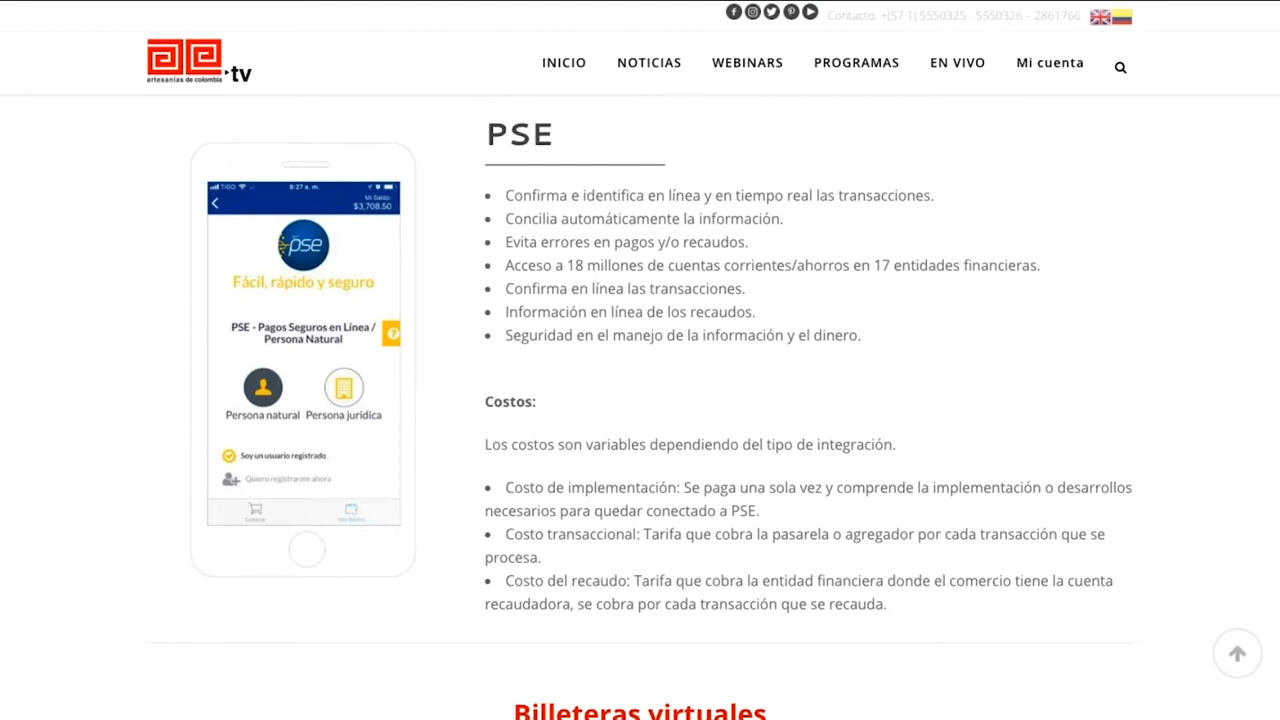 Contacto: +(57 1) 5550325 - 5550326 – 2861766
artesanías de colombia
tv
INICIO
NOTICIAS
WEBINARS
PROGRAMAS
EN VIVO
Mi cuenta
TIGO
8:27 a. m.
Mi Saldo:
$3,708.50
pse
Fácil, rápido y seguro
PSE - Pagos Seguros en Línea /
Persona Natural
Persona natural
Persona jurídica
Soy un usuario registrado
Quiero registrarme ahora
Comprar
PSE
• Confirma e identifica en línea y en tiempo real las transacciones.
• Concilia automáticamente la información.
• Evita errores en pagos y/o recaudos.
• Acceso a 18 millones de cuentas corrientes/ahorros en 17 entidades financieras.
• Confirma en línea las transacciones.
• Información en línea de los recaudos.
• Seguridad en el manejo de la información y el dinero.
Costos:
Los costos son variables dependiendo del tipo de integración.
• Costo de implementación: Se paga una sola vez y comprende la implementación o desarrollos
necesarios para quedar conectado a PSE.
• Costo transaccional: Tarifa que cobra la pasarela o agregador por cada transacción que se
procesa.
• Costo del recaudo: Tarifa que cobra la entidad financiera donde el comercio tiene la cuenta
recaudadora, se cobra por cada transacción que se recauda.
Billeteras virtuales